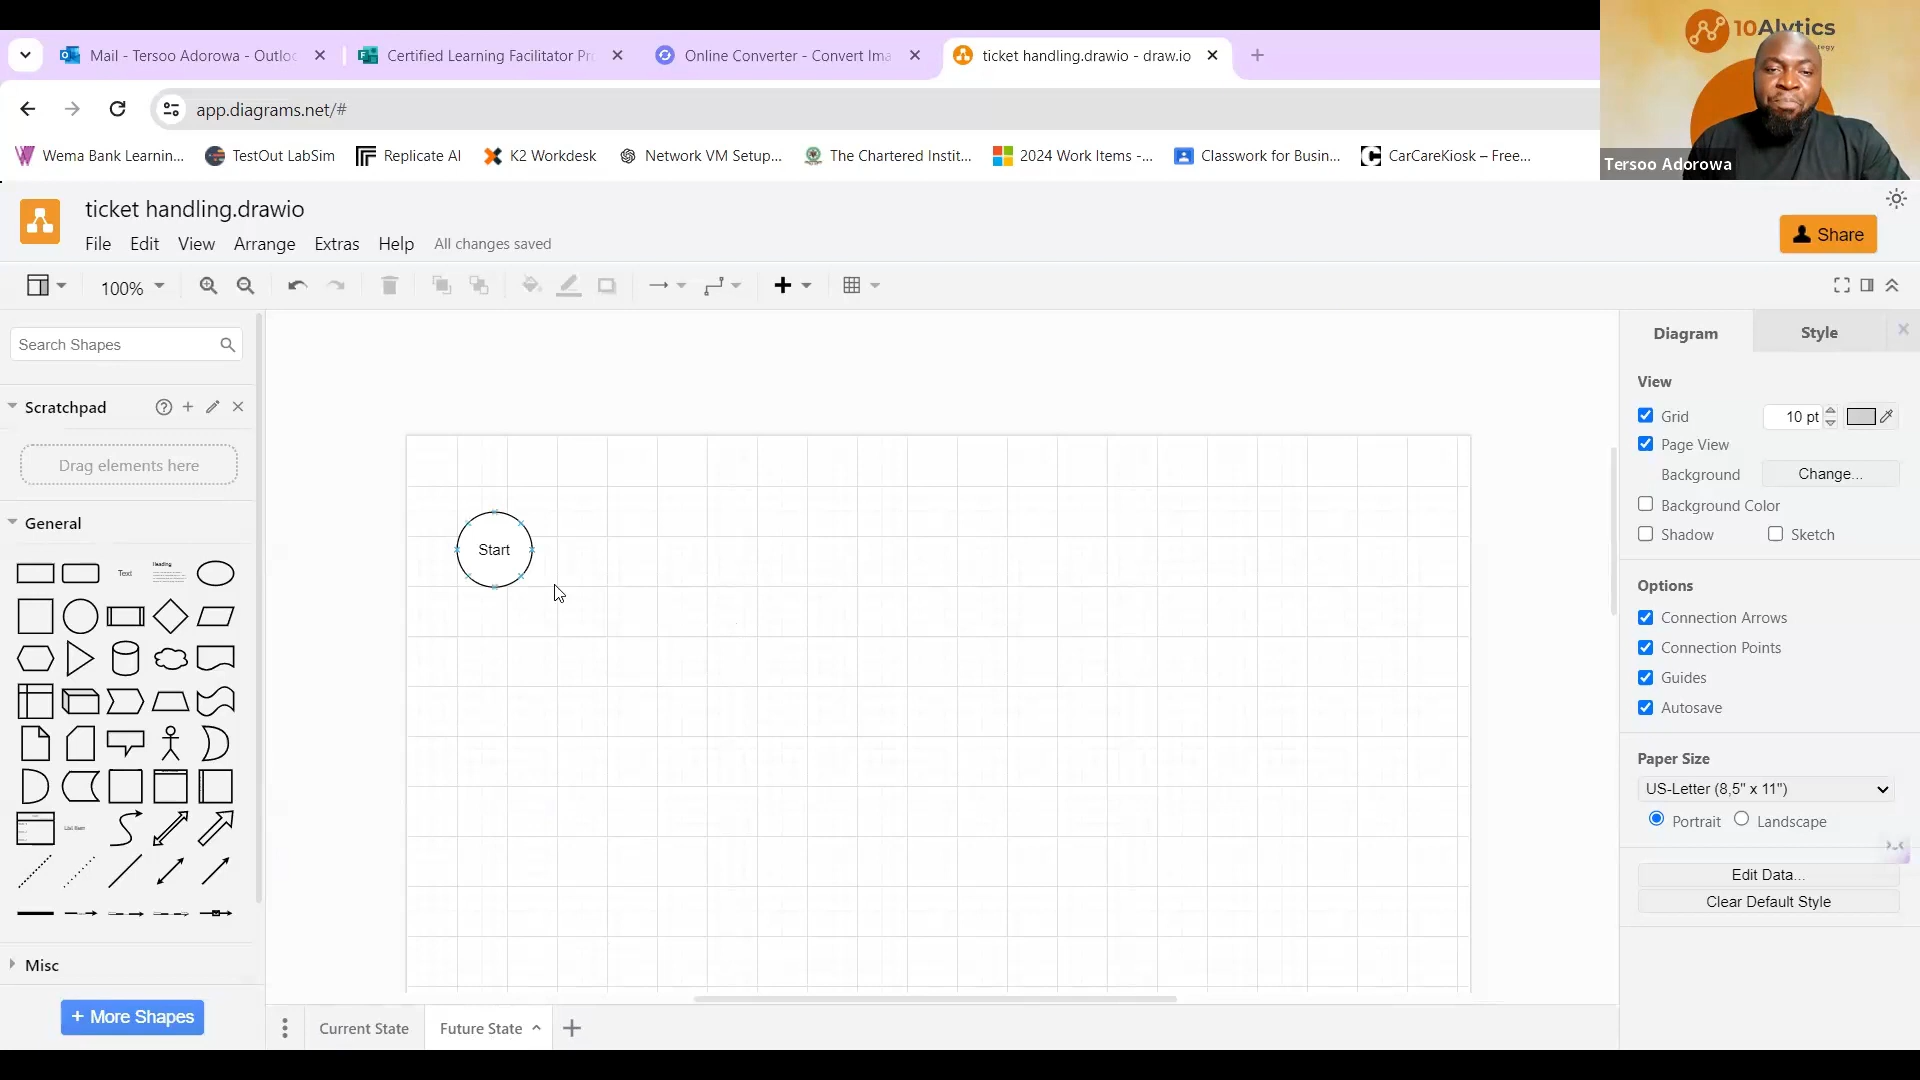 Mail - Tersoo Adorowa - Outlo
Certified Learning Facilitator Pr
Online Converter - Convert Ima
ticket handling.drawio - draw.io
app.diagrams.net/#
Wema Bank Learnin...
TestOut LabSim
Replicate AI
K2 Workdesk
Network VM Setup...
The Chartered Instit...
2024 Work Items -...
Classwork for Busin...
CarCareKiosk – Free...
10Alytics
Tersoo Adorowa
ticket handling.drawio
File Edit View Arrange Extras Help All changes saved
Share
100%
Search Shapes
Scratchpad
Drag elements here
General
Text
Heading
List Item
Misc
+ More Shapes
Start
Current State
Future State
Diagram
Style
View
Grid
10 pt
Page View
Background
Change...
Background Color
Shadow
Sketch
Options
Connection Arrows
Connection Points
Guides
Autosave
Paper Size
US-Letter (8,5" x 11")
Portrait
Landscape
Edit Data...
Clear Default Style